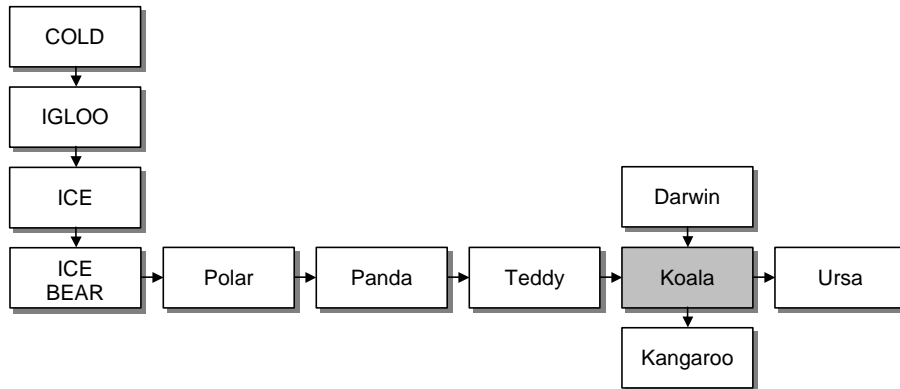 COLD
IGLOO
ICE
Darwin
ICE
BEAR
Polar
Panda
Teddy
Koala
Ursa
Kangaroo